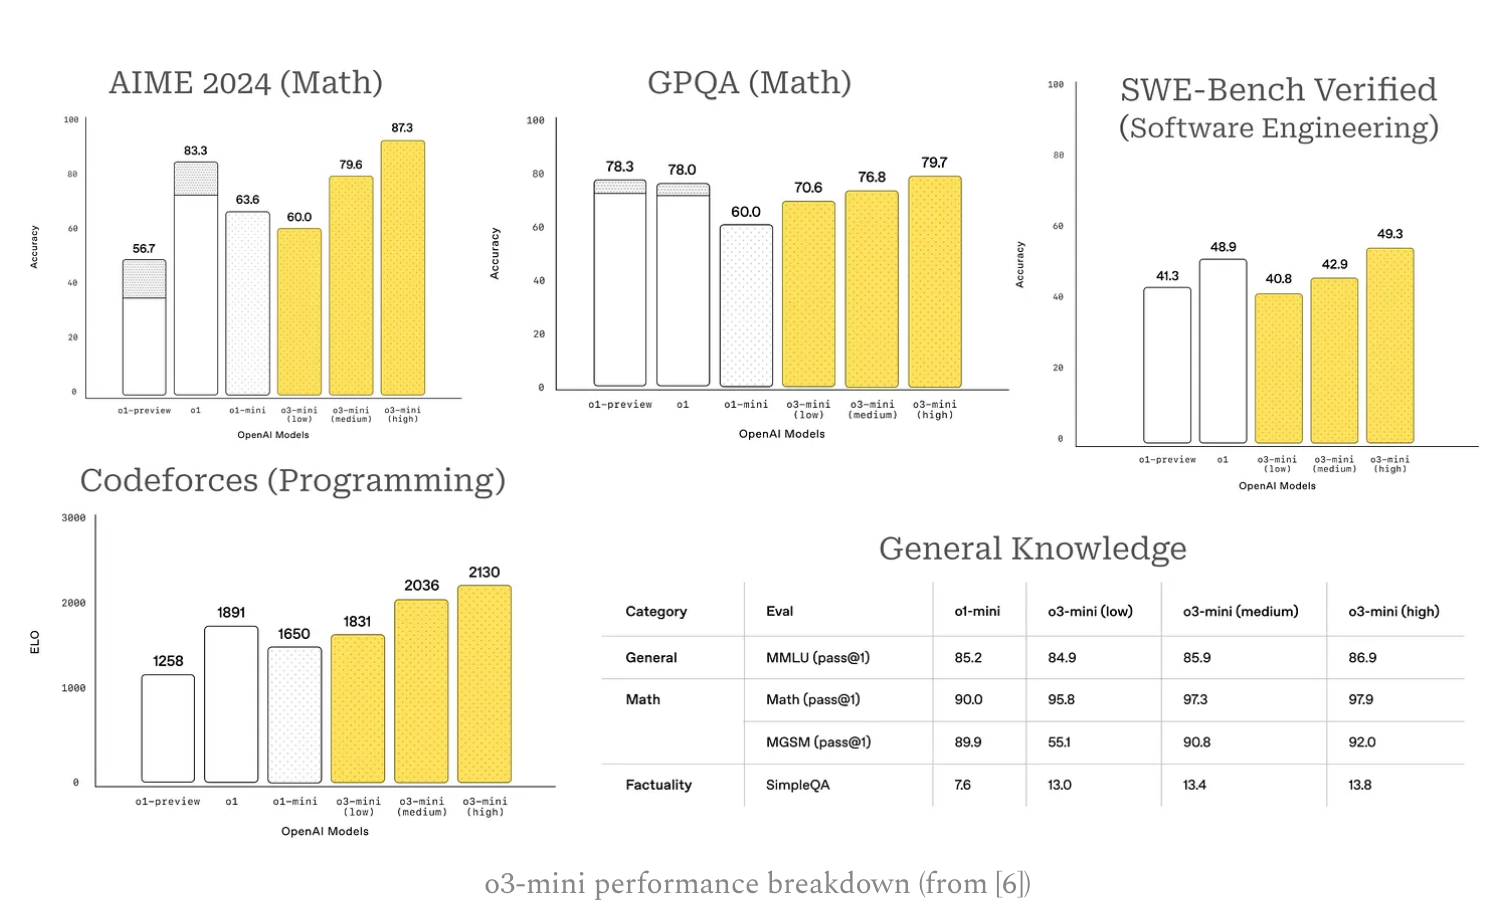 AIME 2024 (Math)
100
80
60
40
20
0
Accuracy
56.7
83.3
63.6
60.0
79.6
87.3
o1-preview
o1
o1-mini
o3-mini
(low)
o3-mini
(medium)
o3-mini
(high)
OpenAI Models
GPQA (Math)
100
80
60
40
20
0
Accuracy
78.3
78.0
60.0
70.6
76.8
79.7
o1-preview
o1
o1-mini
o3-mini
(low)
o3-mini
(medium)
o3-mini
(high)
OpenAI Models
SWE-Bench Verified
(Software Engineering)
100
80
60
40
20
0
Accuracy
41.3
48.9
40.8
42.9
49.3
o1-preview
o1
o3-mini
(low)
o3-mini
(medium)
o3-mini
(high)
OpenAI Models
Codeforces (Programming)
3000
2000
1000
0
ELO
1258
1891
1650
1831
2036
2130
o1-preview
o1
o1-mini
o3-mini
(low)
o3-mini
(medium)
o3-mini
(high)
OpenAI Models
General Knowledge
Category Eval o1-mini o3-mini (low) o3-mini (medium) o3-mini (high)
General MMLU (pass@1) 85.2 84.9 85.9 86.9
Math Math (pass@1) 90.0 95.8 97.3 97.9
MGSM (pass@1) 89.9 55.1 90.8 92.0
Factuality SimpleQA 7.6 13.0 13.4 13.8
o3-mini performance breakdown (from [6])